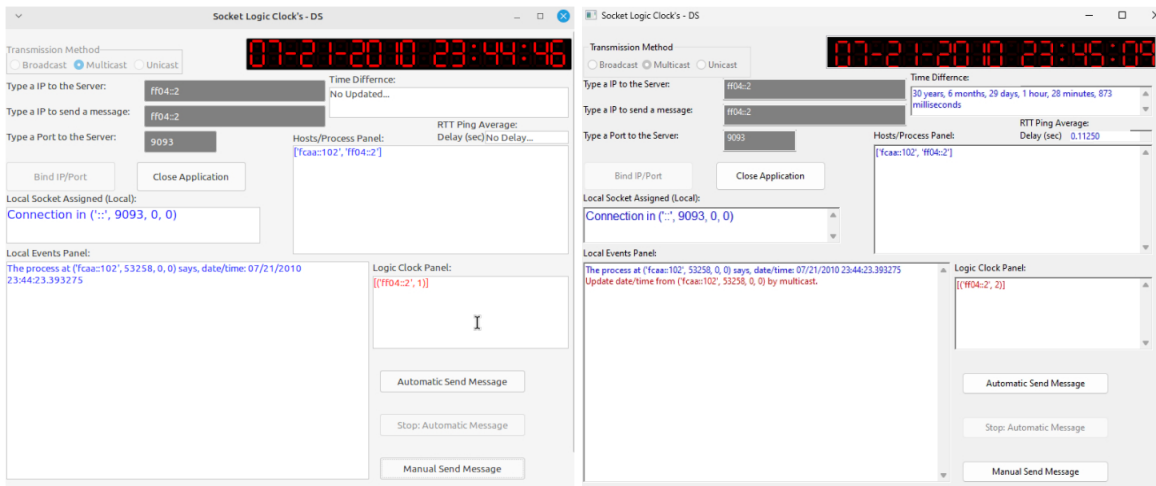 Socket Logic Clock's - DS
Transmission Method
Broadcast Multicast Unicast
07-21-2010 23:44:46
Type a IP to the Server:
ff04::2
Time Differnce:
No Updated...
Type a IP to send a message:
ff04::2
RTT Ping Average:
Type a Port to the Server:
9093
Hosts/Process Panel:
Delay (sec) No Delay...
['fcaa::102', 'ff04::2']
Bind IP/Port
Close Application
Local Socket Assigned (Local):
Connection in ('::', 9093, 0, 0)
Local Events Panel:
The process at ('fcaa::102', 53258, 0, 0) says, date/time: 07/21/2010
23:44:23.393275
Logic Clock Panel:
[('ff04::2', 1)]
Automatic Send Message
Stop: Automatic Message
Manual Send Message
Socket Logic Clock's - DS
Transmission Method
Broadcast Multicast Unicast
07-21-2010 23:45:09
Type a IP to the Server:
ff04::2
Time Differnce:
30 years, 6 months, 29 days, 1 hour, 28 minutes, 873
milliseconds
Type a IP to send a message:
ff04::2
RTT Ping Average:
Type a Port to the Server:
9093
Hosts/Process Panel:
Delay (sec) 0.11250
['fcaa::102', 'ff04::2']
Bind IP/Port
Close Application
Local Socket Assigned (Local):
Connection in ('::', 9093, 0, 0)
Local Events Panel:
The process at ('fcaa::102', 53258, 0, 0) says, date/time: 07/21/2010 23:44:23.393275
Update date/time from ('fcaa::102', 53258, 0, 0) by multicast.
Logic Clock Panel:
[('ff04::2', 2)]
Automatic Send Message
Stop: Automatic Message
Manual Send Message